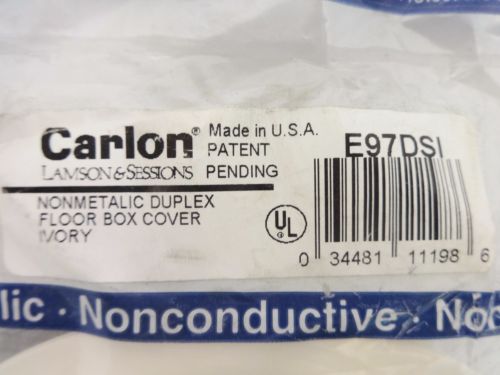 Carlon® Made in U.S.A. E97DSI
PATENT
LAMSON & SESSIONS PENDING
NONMETALIC DUPLEX
FLOOR BOX COVER
IVORY
UL
0 34481 11198 6
lic · Nonconductive · No